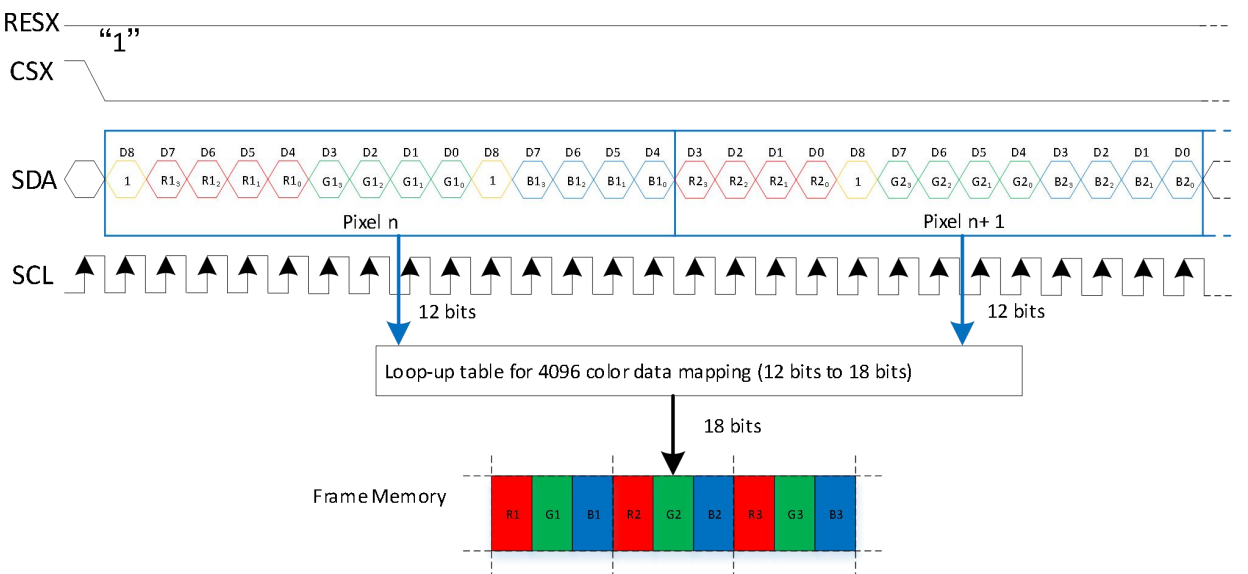 RESX
“1”
CSX
D8 D7 D6 D5 D4 D3 D2 D1 D0 D8 D7 D6 D5 D4 D3 D2 D1 D0 D8 D7 D6 D5 D4 D3 D2 D1 D0
SDA 1 R1₃ R1₂ R1₁ R1₀ G1₃ G1₂ G1₁ G1₀ 1 B1₃ B1₂ B1₁ B1₀ R2₃ R2₂ R2₁ R2₀ 1 G2₃ G2₂ G2₁ G2₀ B2₃ B2₂ B2₁ B2₀
Pixel n Pixel n+ 1
SCL
12 bits 12 bits
Loop-up table for 4096 color data mapping (12 bits to 18 bits)
18 bits
Frame Memory R1 G1 B1 R2 G2 B2 R3 G3 B3